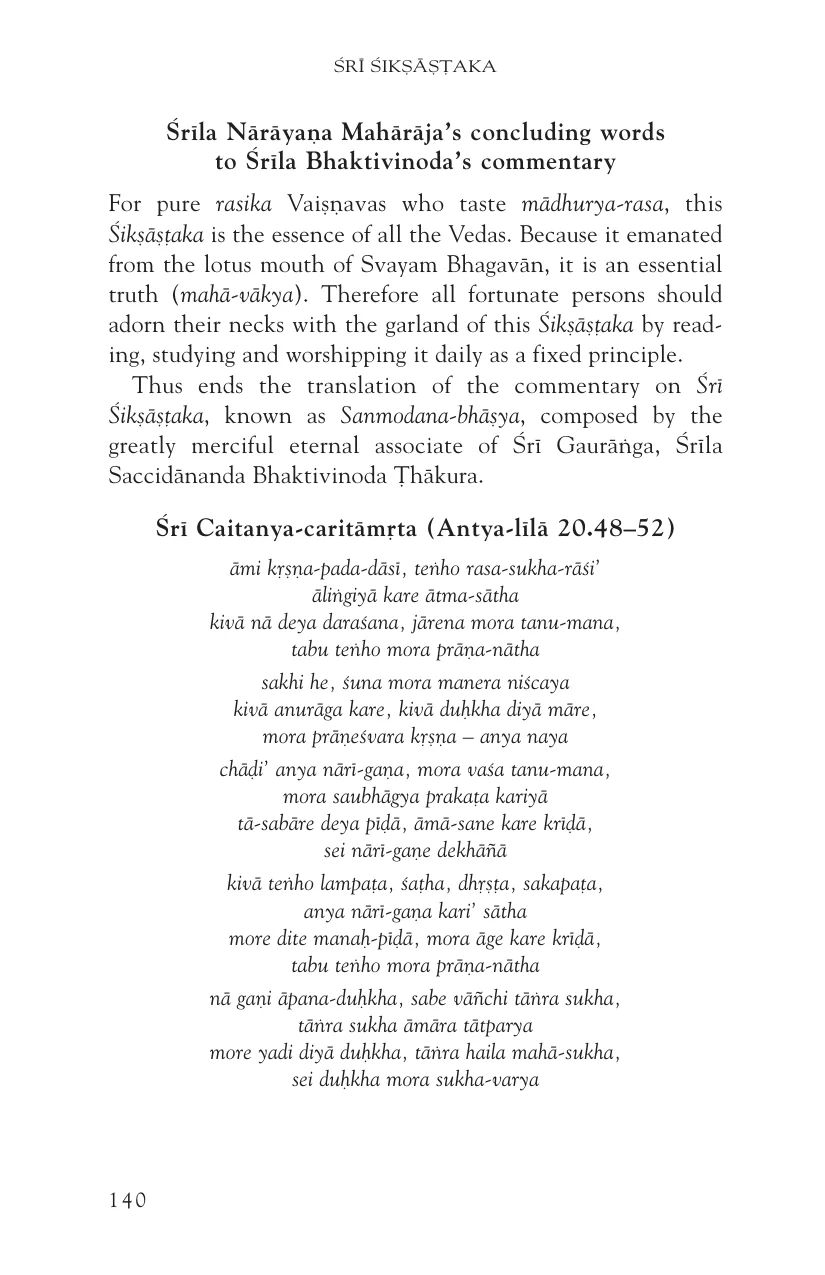 ŚRĪ ŚIKṢĀṢṬAKA
Śrīla Nārāyaṇa Mahārāja’s concluding words
to Śrīla Bhaktivinoda’s commentary
For pure rasika Vaiṣṇavas who taste mādhurya-rasa, this
Śikṣāṣṭaka is the essence of all the Vedas. Because it emanated
from the lotus mouth of Svayam Bhagavān, it is an essential
truth (mahā-vākya). Therefore all fortunate persons should
adorn their necks with the garland of this Śikṣāṣṭaka by read-
ing, studying and worshipping it daily as a fixed principle.
Thus ends the translation of the commentary on Śrī
Śikṣāṣṭaka, known as Sanmodana-bhāṣya, composed by the
greatly merciful eternal associate of Śrī Gaurāṅga, Śrīla
Saccidānanda Bhaktivinoda Ṭhākura.
Śrī Caitanya-caritāmṛta (Antya-līlā 20.48–52)
āmi kṛṣṇa-pada-dāsī, teṅho rasa-sukha-rāśi’
āliṅgiyā kare ātma-sātha
kivā nā deya daraśana, jārena mora tanu-mana,
tabu teṅho mora prāṇa-nātha
sakhi he, śuna mora manera niścaya
kivā anurāga kare, kivā duḥkha diyā māre,
mora prāṇeśvara kṛṣṇa – anya naya
chāḍi’ anya nārī-gaṇa, mora vaśa tanu-mana,
mora saubhāgya prakaṭa kariyā
tā-sabāre deya pīḍā, āmā-sane kare krīḍā,
sei nārī-gaṇe dekhāñā
kivā teṅho lampaṭa, śaṭha, dhṛṣṭa, sakapaṭa,
anya nārī-gaṇa kari’ sātha
more dite manaḥ-pīḍā, mora āge kare krīḍā,
tabu teṅho mora prāṇa-nātha
nā gaṇi āpana-duḥkha, sabe vāñchi tāṅra sukha,
tāṅra sukha āmāra tātparya
more yadi diyā duḥkha, tāṅra haila mahā-sukha,
sei duḥkha mora sukha-varya
140